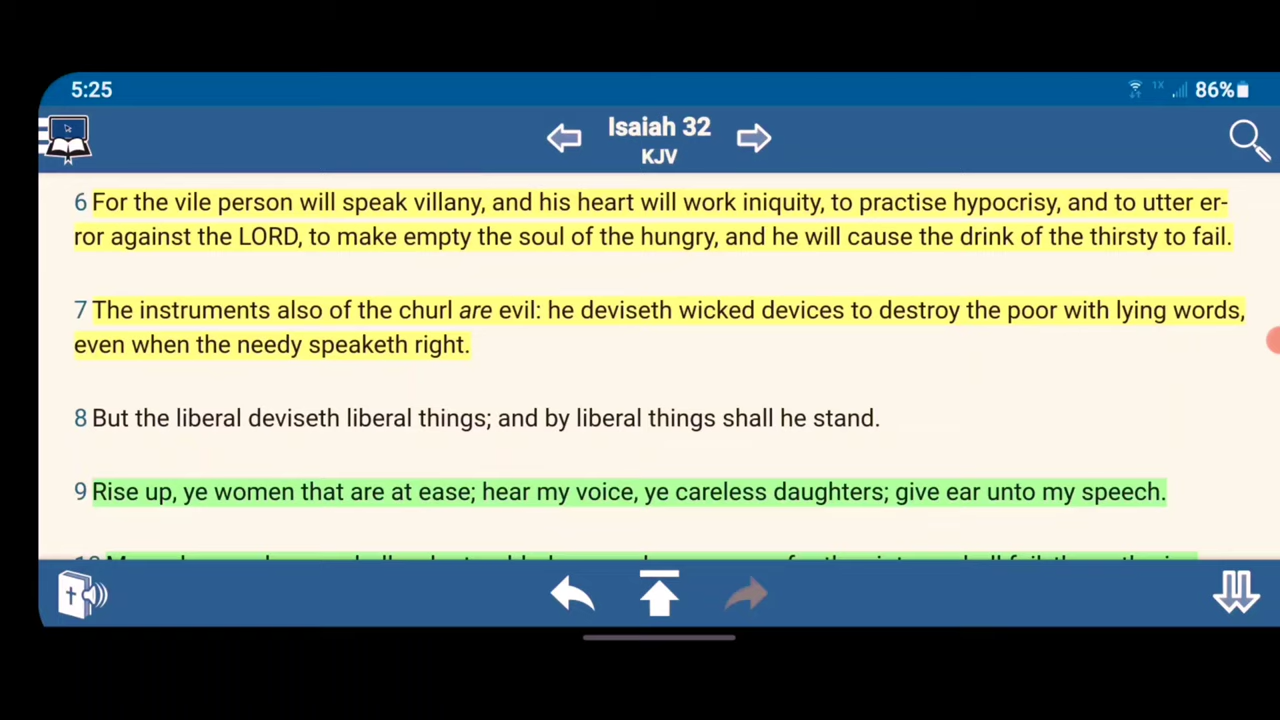 5:25
1X 86%
Isaiah 32
KJV
6 For the vile person will speak villany, and his heart will work iniquity, to practise hypocrisy, and to utter er-
ror against the LORD, to make empty the soul of the hungry, and he will cause the drink of the thirsty to fail.
7 The instruments also of the churl are evil: he deviseth wicked devices to destroy the poor with lying words,
even when the needy speaketh right.
8 But the liberal deviseth liberal things; and by liberal things shall he stand.
9 Rise up, ye women that are at ease; hear my voice, ye careless daughters; give ear unto my speech.